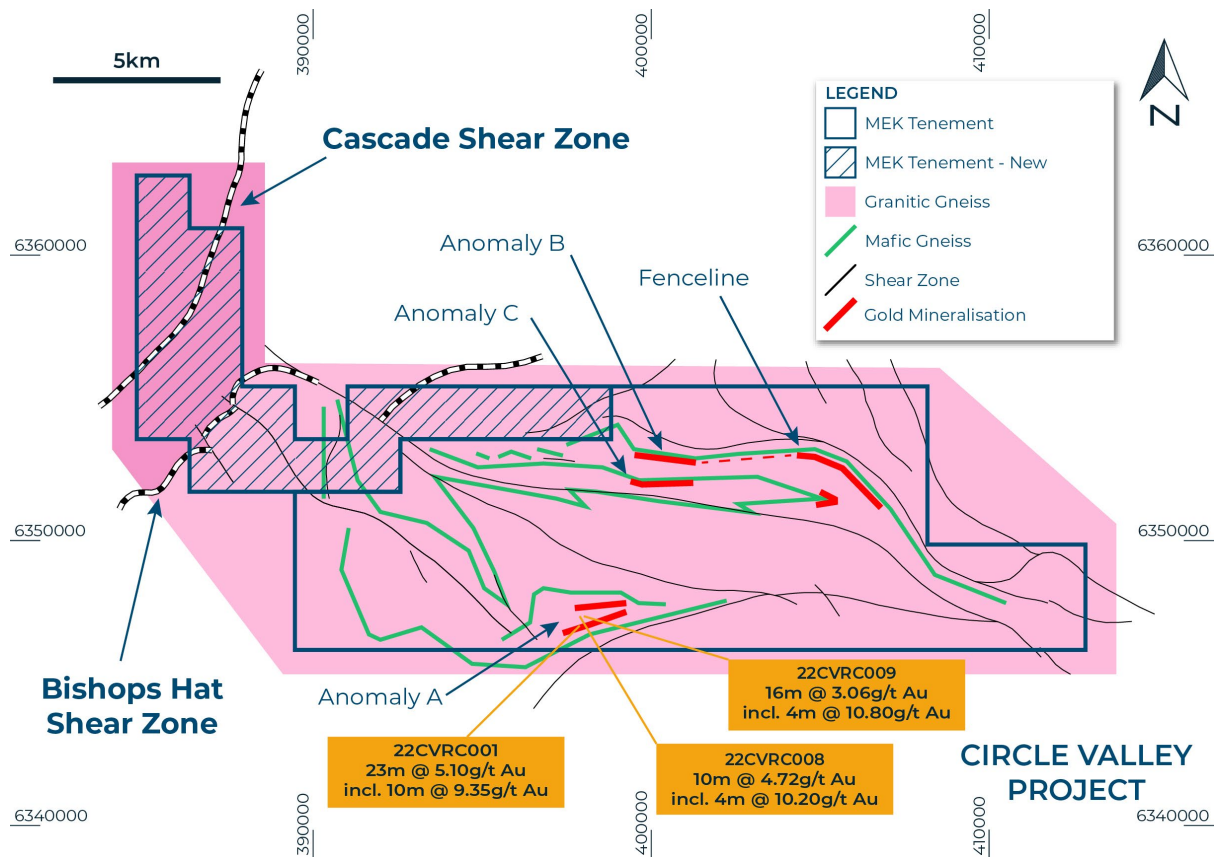 390000
400000
410000
5km
LEGEND
MEK Tenement
MEK Tenement - New
Granitic Gneiss
Mafic Gneiss
Shear Zone
Gold Mineralisation
N
Cascade Shear Zone
6360000
6360000
Anomaly B
Fenceline
Anomaly C
6350000
6350000
Bishops Hat
Shear Zone
Anomaly A
22CVRC009
16m @ 3.06g/t Au
incl. 4m @ 10.80g/t Au
22CVRC001
23m @ 5.10g/t Au
incl. 10m @ 9.35g/t Au
22CVRC008
10m @ 4.72g/t Au
incl. 4m @ 10.20g/t Au
CIRCLE VALLEY
PROJECT
6340000
6340000
390000
400000
410000